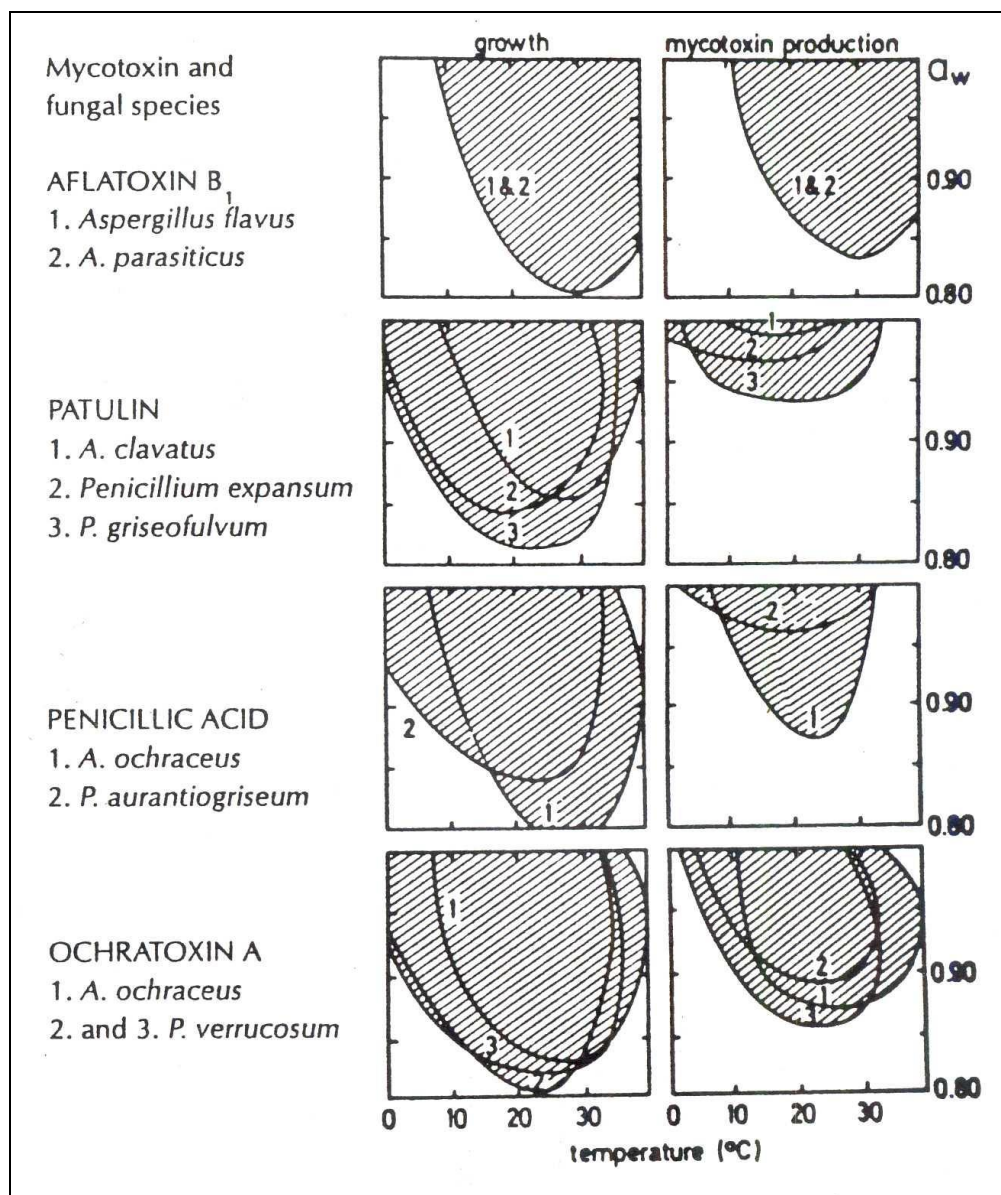 growth
mycotoxin production
Mycotoxin and
fungal species
a w
AFLATOXIN B1
1. Aspergillus flavus
2. A. parasiticus
1 & 2
1 & 2
0.90
0.80
PATULIN
1. A. clavatus
2. Penicillium expansum
3. P. griseofulvum
1
2
3
1
2
3
0.90
0.80
PENICILLIC ACID
1. A. ochraceus
2. P. aurantiogriseum
2
1
2
1
0.90
0.80
OCHRATOXIN A
1. A. ochraceus
2. and 3. P. verrucosum
1
3
2
2
1
3
0.90
0.80
0 10 20 30
0 10 20 30
temperature (°C)